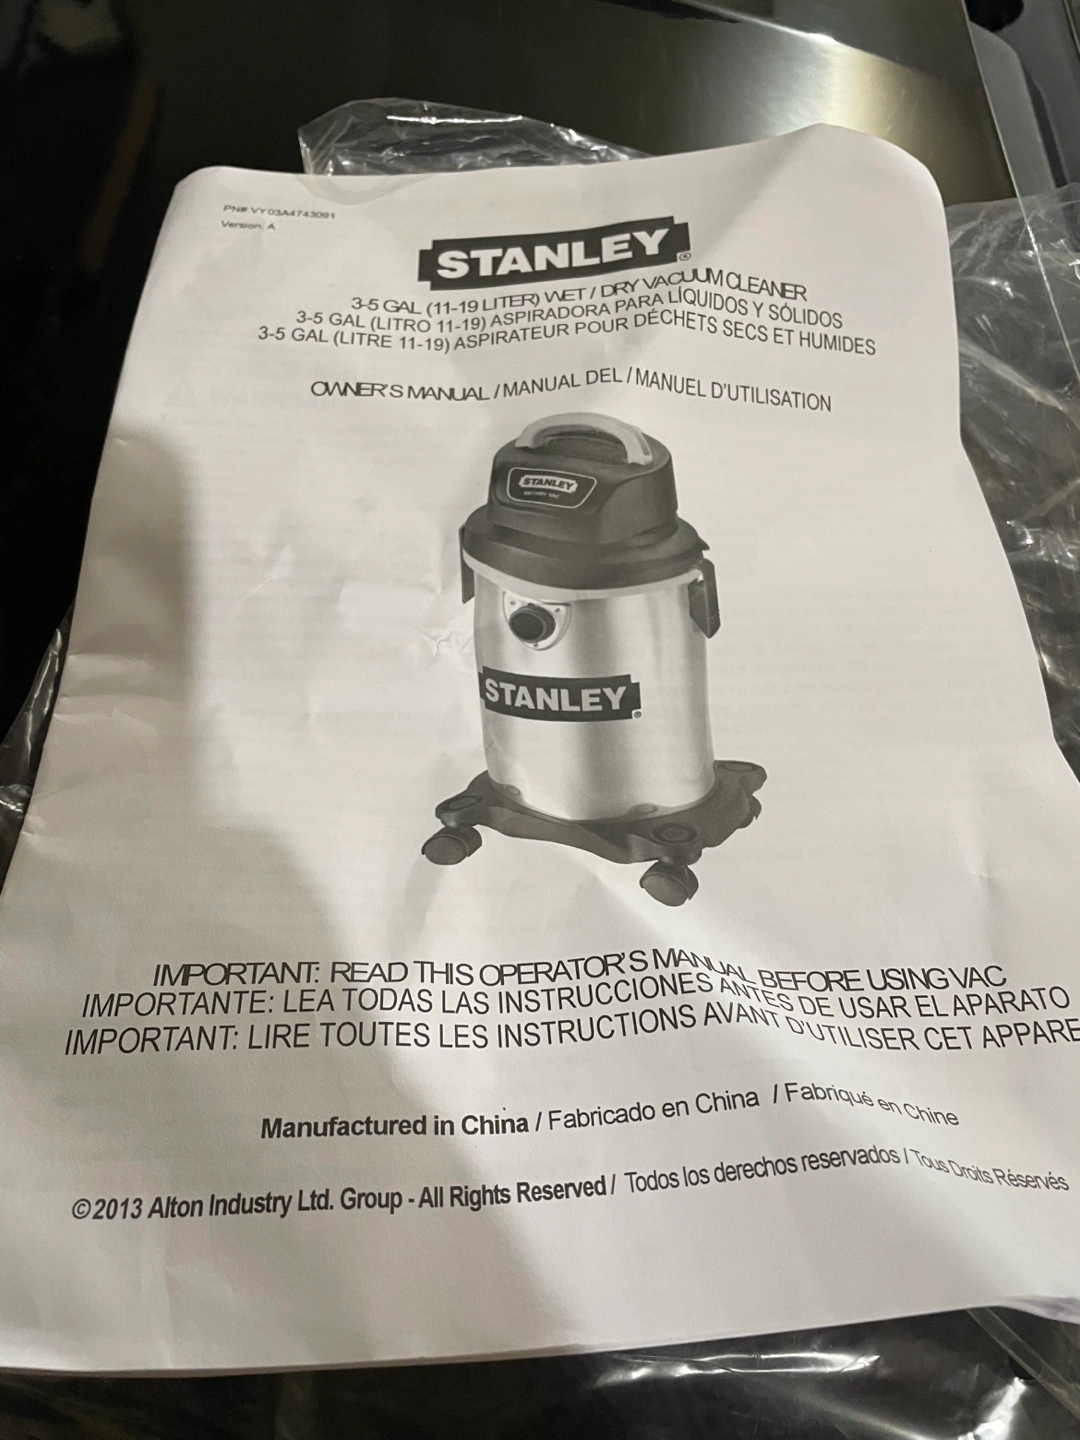 PN#:VY03A4743091
Version: A
STANLEY®
3-5 GAL (11-19 LITER) WET / DRY VACUUM CLEANER
3-5 GAL (LITRO 11-19) ASPIRADORA PARA LÍQUIDOS Y SÓLIDOS
3-5 GAL (LITRE 11-19) ASPIRATEUR POUR DÉCHETS SECS ET HUMIDES
OWNER'S MANUAL / MANUAL DEL / MANUEL D'UTILISATION
STANLEY
WET/DRY VAC
STANLEY®
IMPORTANT: READ THIS OPERATOR'S MANUAL BEFORE USING VAC
IMPORTANTE: LEA TODAS LAS INSTRUCCIONES ANTES DE USAR EL APARATO
IMPORTANT: LIRE TOUTES LES INSTRUCTIONS AVANT D'UTILISER CET APPARE
Manufactured in China / Fabricado en China / Fabriqué en Chine
©2013 Alton Industry Ltd. Group - All Rights Reserved / Todos los derechos reservados / Tous Droits Réservés